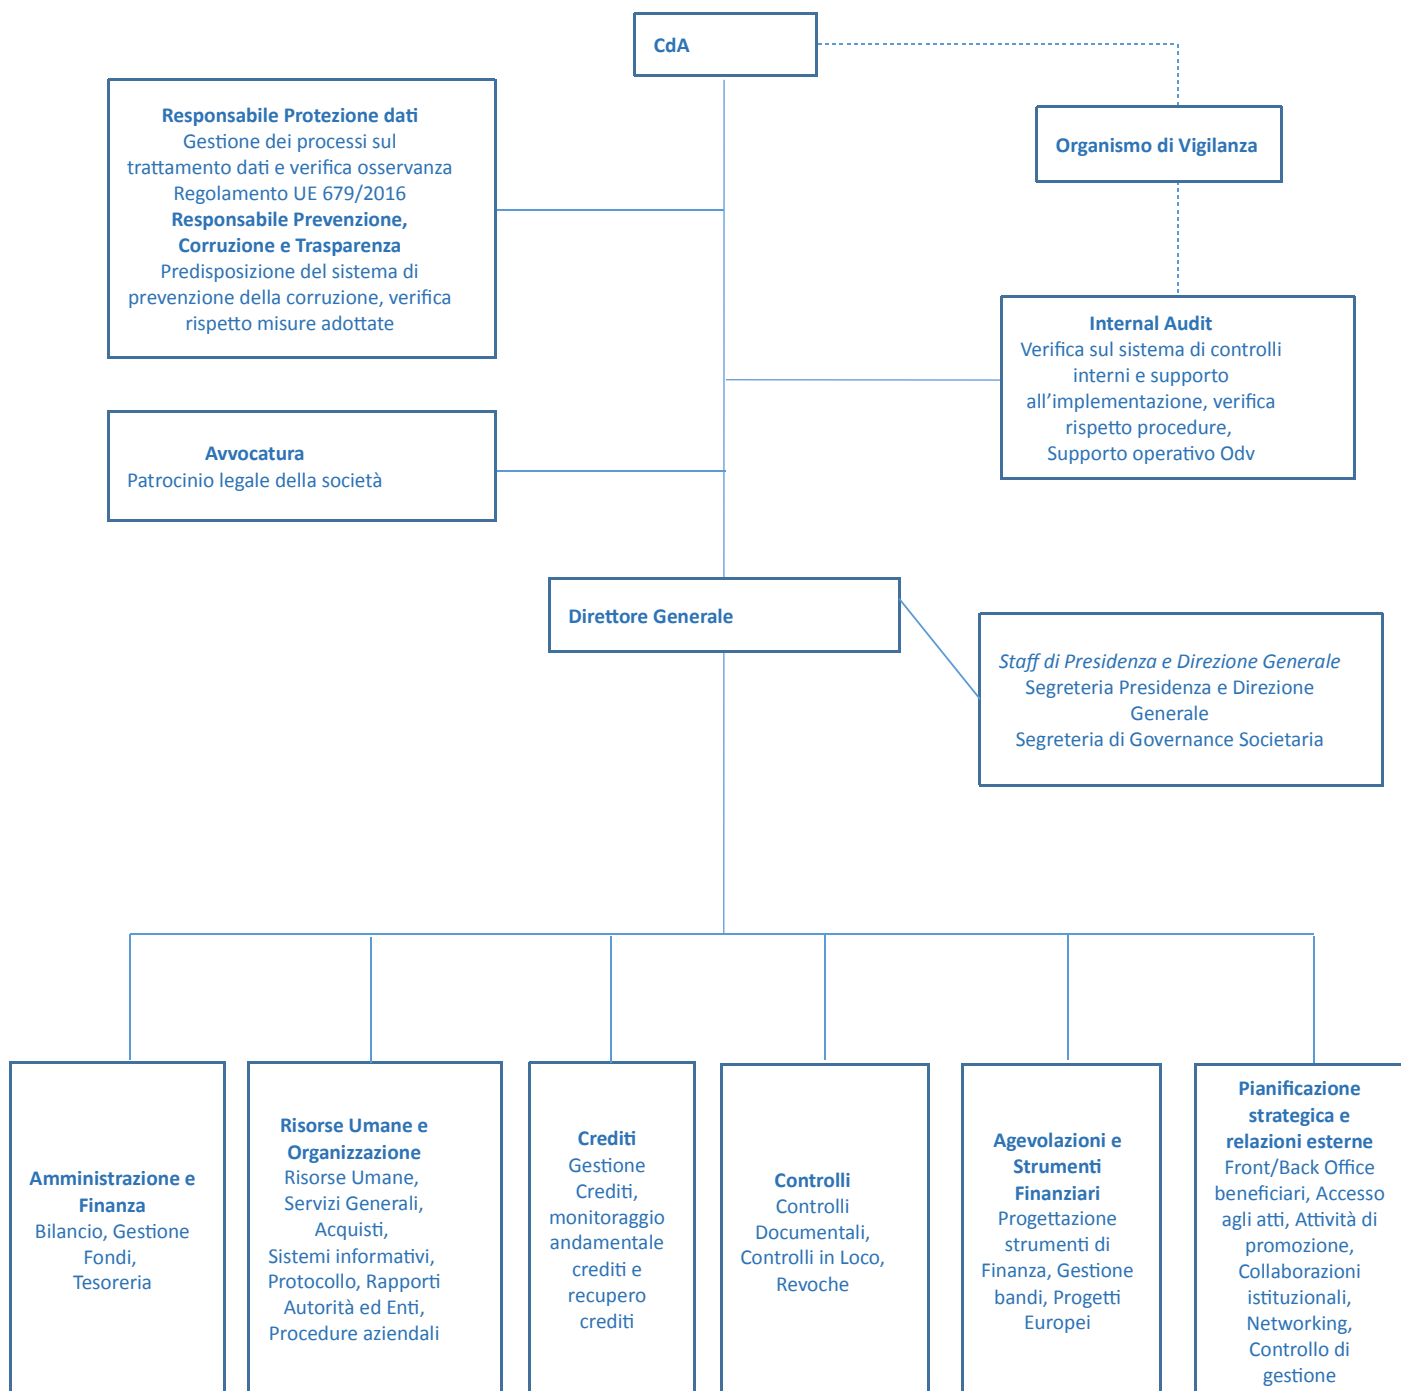 CdA
Responsabile Protezione dati
Gestione dei processi sul
trattamento dati e verifica osservanza
Regolamento UE 679/2016
Responsabile Prevenzione,
Corruzione e Trasparenza
Predisposizione del sistema di
prevenzione della corruzione, verifica
rispetto misure adottate
Organismo di Vigilanza
Internal Audit
Verifica sul sistema di controlli
interni e supporto
all’implementazione, verifica
rispetto procedure,
Supporto operativo Odv
Avvocatura
Patrocinio legale della società
Direttore Generale
Staff di Presidenza e Direzione Generale
Segreteria Presidenza e Direzione
Generale
Segreteria di Governance Societaria
Amministrazione e
Finanza
Bilancio, Gestione
Fondi,
Tesoreria
Risorse Umane e
Organizzazione
Risorse Umane,
Servizi Generali,
Acquisti,
Sistemi informativi,
Protocollo, Rapporti
Autorità ed Enti,
Procedure aziendali
Crediti
Gestione
Crediti,
monitoraggio
andamentale
crediti e
recupero
crediti
Controlli
Controlli
Documentali,
Controlli in Loco,
Revoche
Agevolazioni e
Strumenti
Finanziari
Progettazione
strumenti di
Finanza, Gestione
bandi, Progetti
Europei
Pianificazione
strategica e
relazioni esterne
Front/Back Office
beneficiari, Accesso
agli atti, Attività di
promozione,
Collaborazioni
istituzionali,
Networking,
Controllo di
gestione